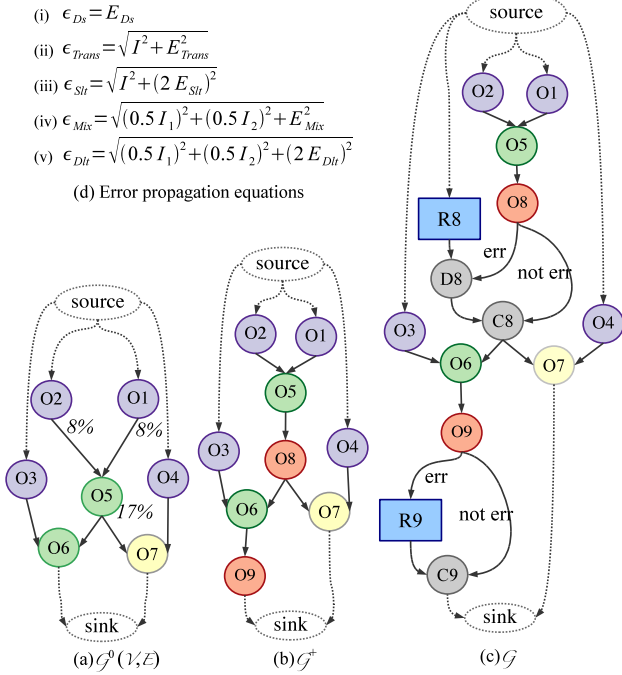 (i) ϵ_Ds = E_Ds
(ii) ϵ_Trans = √(I² + E²_Trans)
(iii) ϵ_Slt = √(I² + (2 E_Slt)²)
(iv) ϵ_Mix = √((0.5 I₁)² + (0.5 I₂)² + E²_Mix)
(v) ϵ_Dlt = √((0.5 I₁)² + (0.5 I₂)² + (2 E_Dlt)²)
(d) Error propagation equations
source
O2 O1
8% 8%
O3 O5 O4
17%
O6 O7
sink
(a) 𝒢⁰(𝒱,ℰ)
source
O2 O1
O5
O3 O8 O4
O6 O7
O9
sink
(b) 𝒢⁺
source
O2 O1
O5
O8
R8
err
not err
D8
C8
O3 O4
O6 O7
O9
err
R9 not err
C9
sink
(c) 𝒢